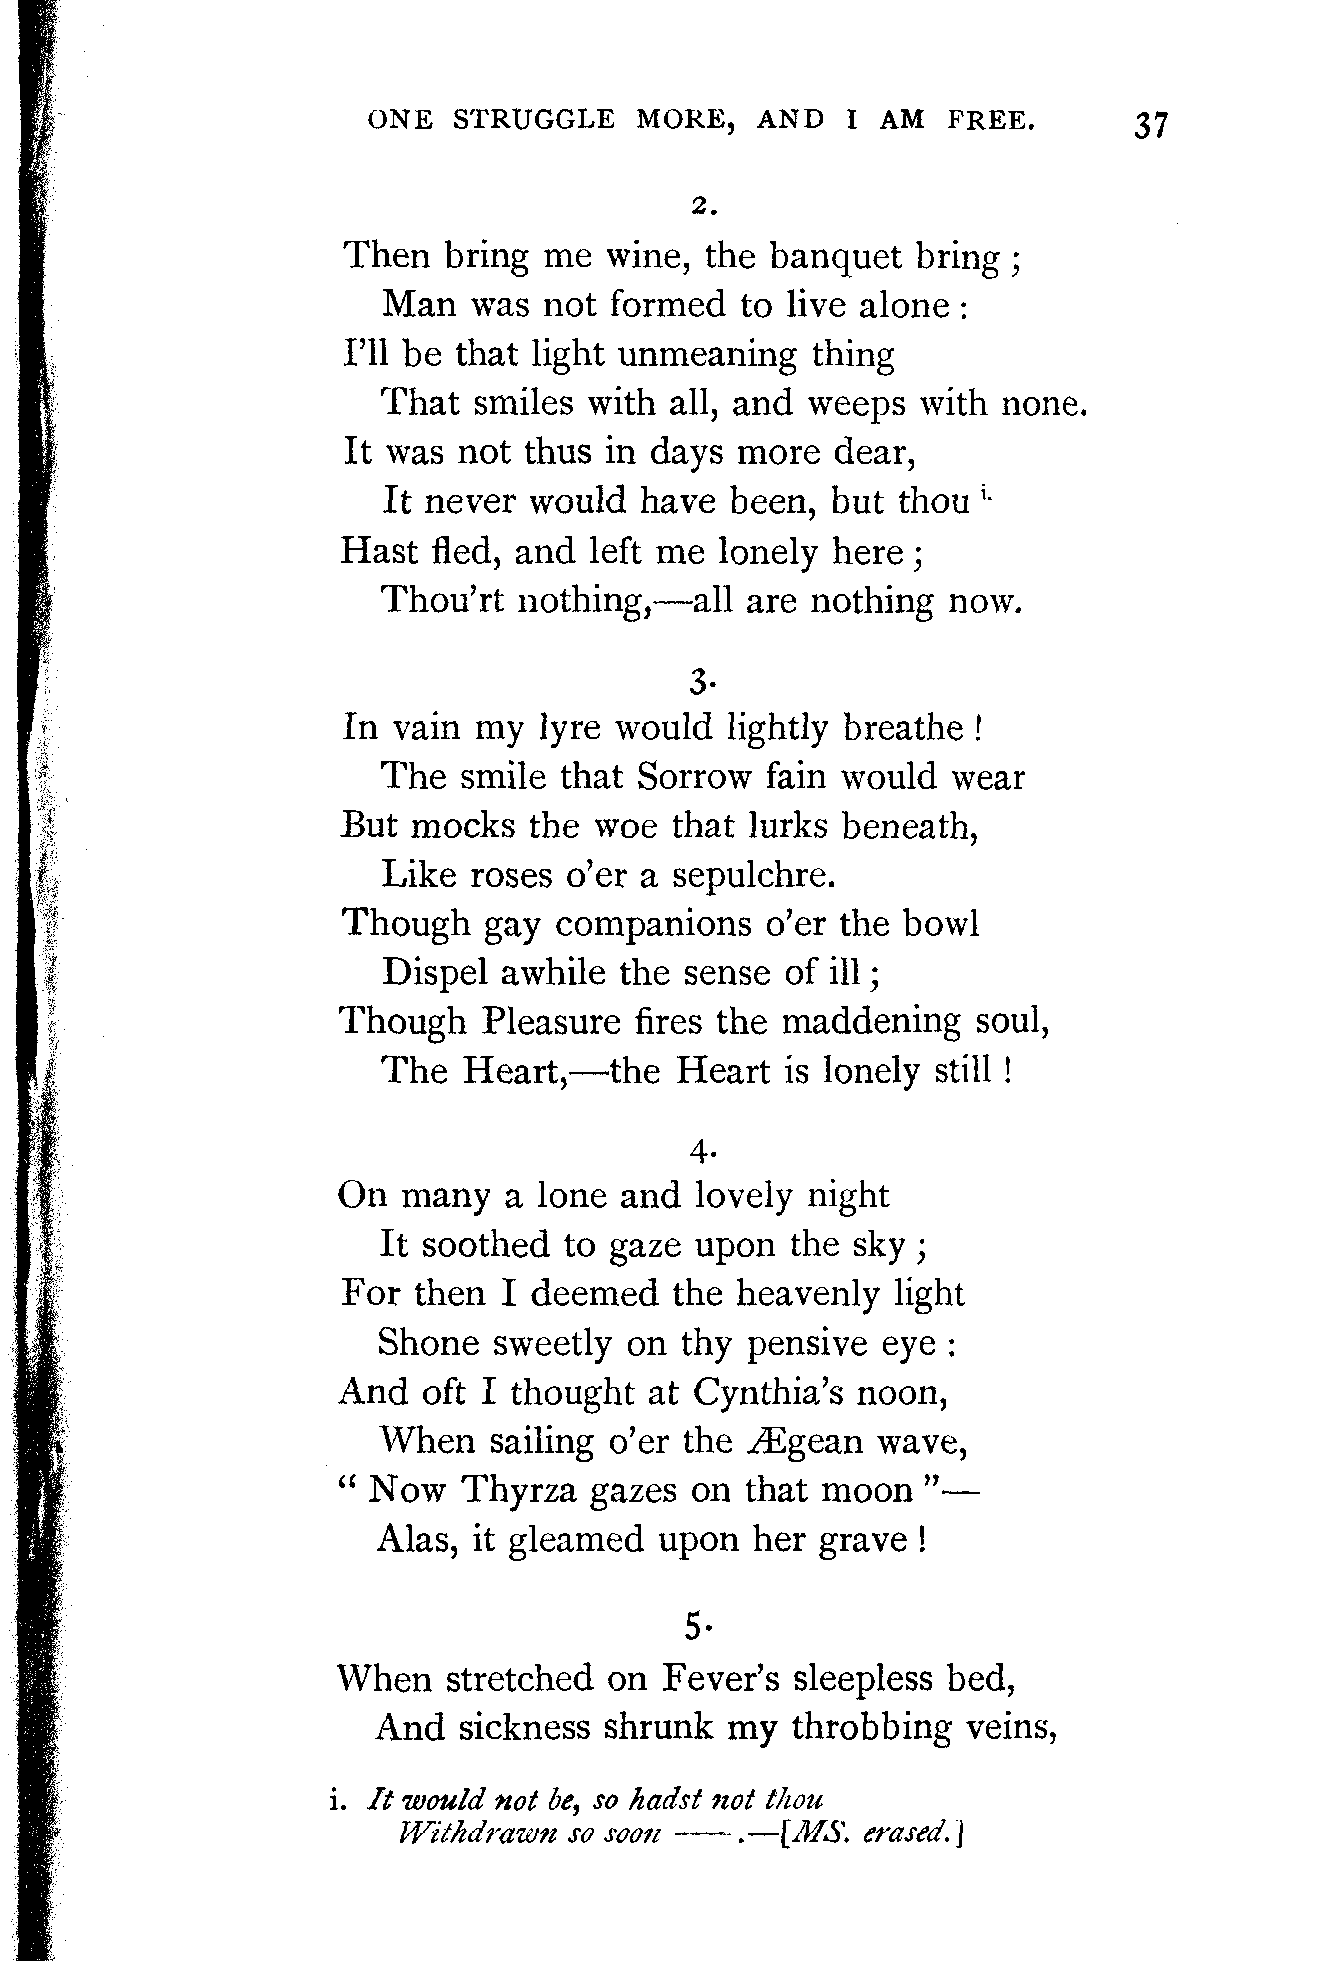 ONE STRUGGLE MORE, AND I AM FREE. 37
2.
Then bring me wine, the banquet bring;
Man was not formed to live alone:
I'll be that light unmeaning thing
That smiles with all, and weeps with none.
It was not thus in days more dear,
It never would have been, but thou i.
Hast fled, and left me lonely here;
Thou'rt nothing,—all are nothing now.
3.
In vain my lyre would lightly breathe!
The smile that Sorrow fain would wear
But mocks the woe that lurks beneath,
Like roses o'er a sepulchre.
Though gay companions o'er the bowl
Dispel awhile the sense of ill;
Though Pleasure fires the maddening soul,
The Heart,—the Heart is lonely still!
4.
On many a lone and lovely night
It soothed to gaze upon the sky;
For then I deemed the heavenly light
Shone sweetly on thy pensive eye:
And oft I thought at Cynthia's noon,
When sailing o'er the Ægean wave,
"Now Thyrza gazes on that moon"—
Alas, it gleamed upon her grave!
5.
When stretched on Fever's sleepless bed,
And sickness shrunk my throbbing veins,
i. It would not be, so hadst not thou
Withdrawn so soon ——.—[MS. erased.]